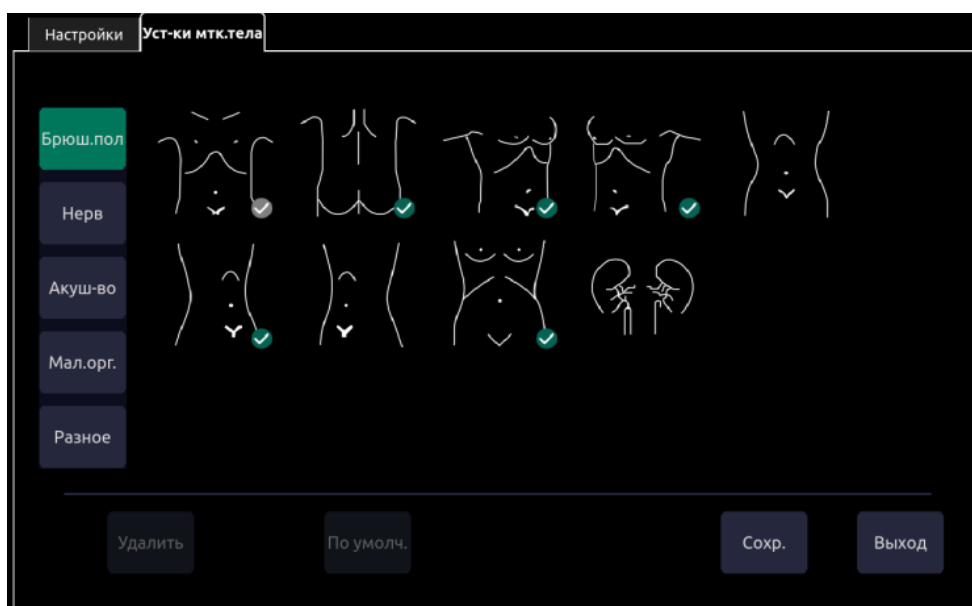 Настройки
Уст-ки мтк.тела
Брюш.пол
Нерв
Акуш-во
Мал.орг.
Разное
Удалить
По умолч.
Сохр.
Выход